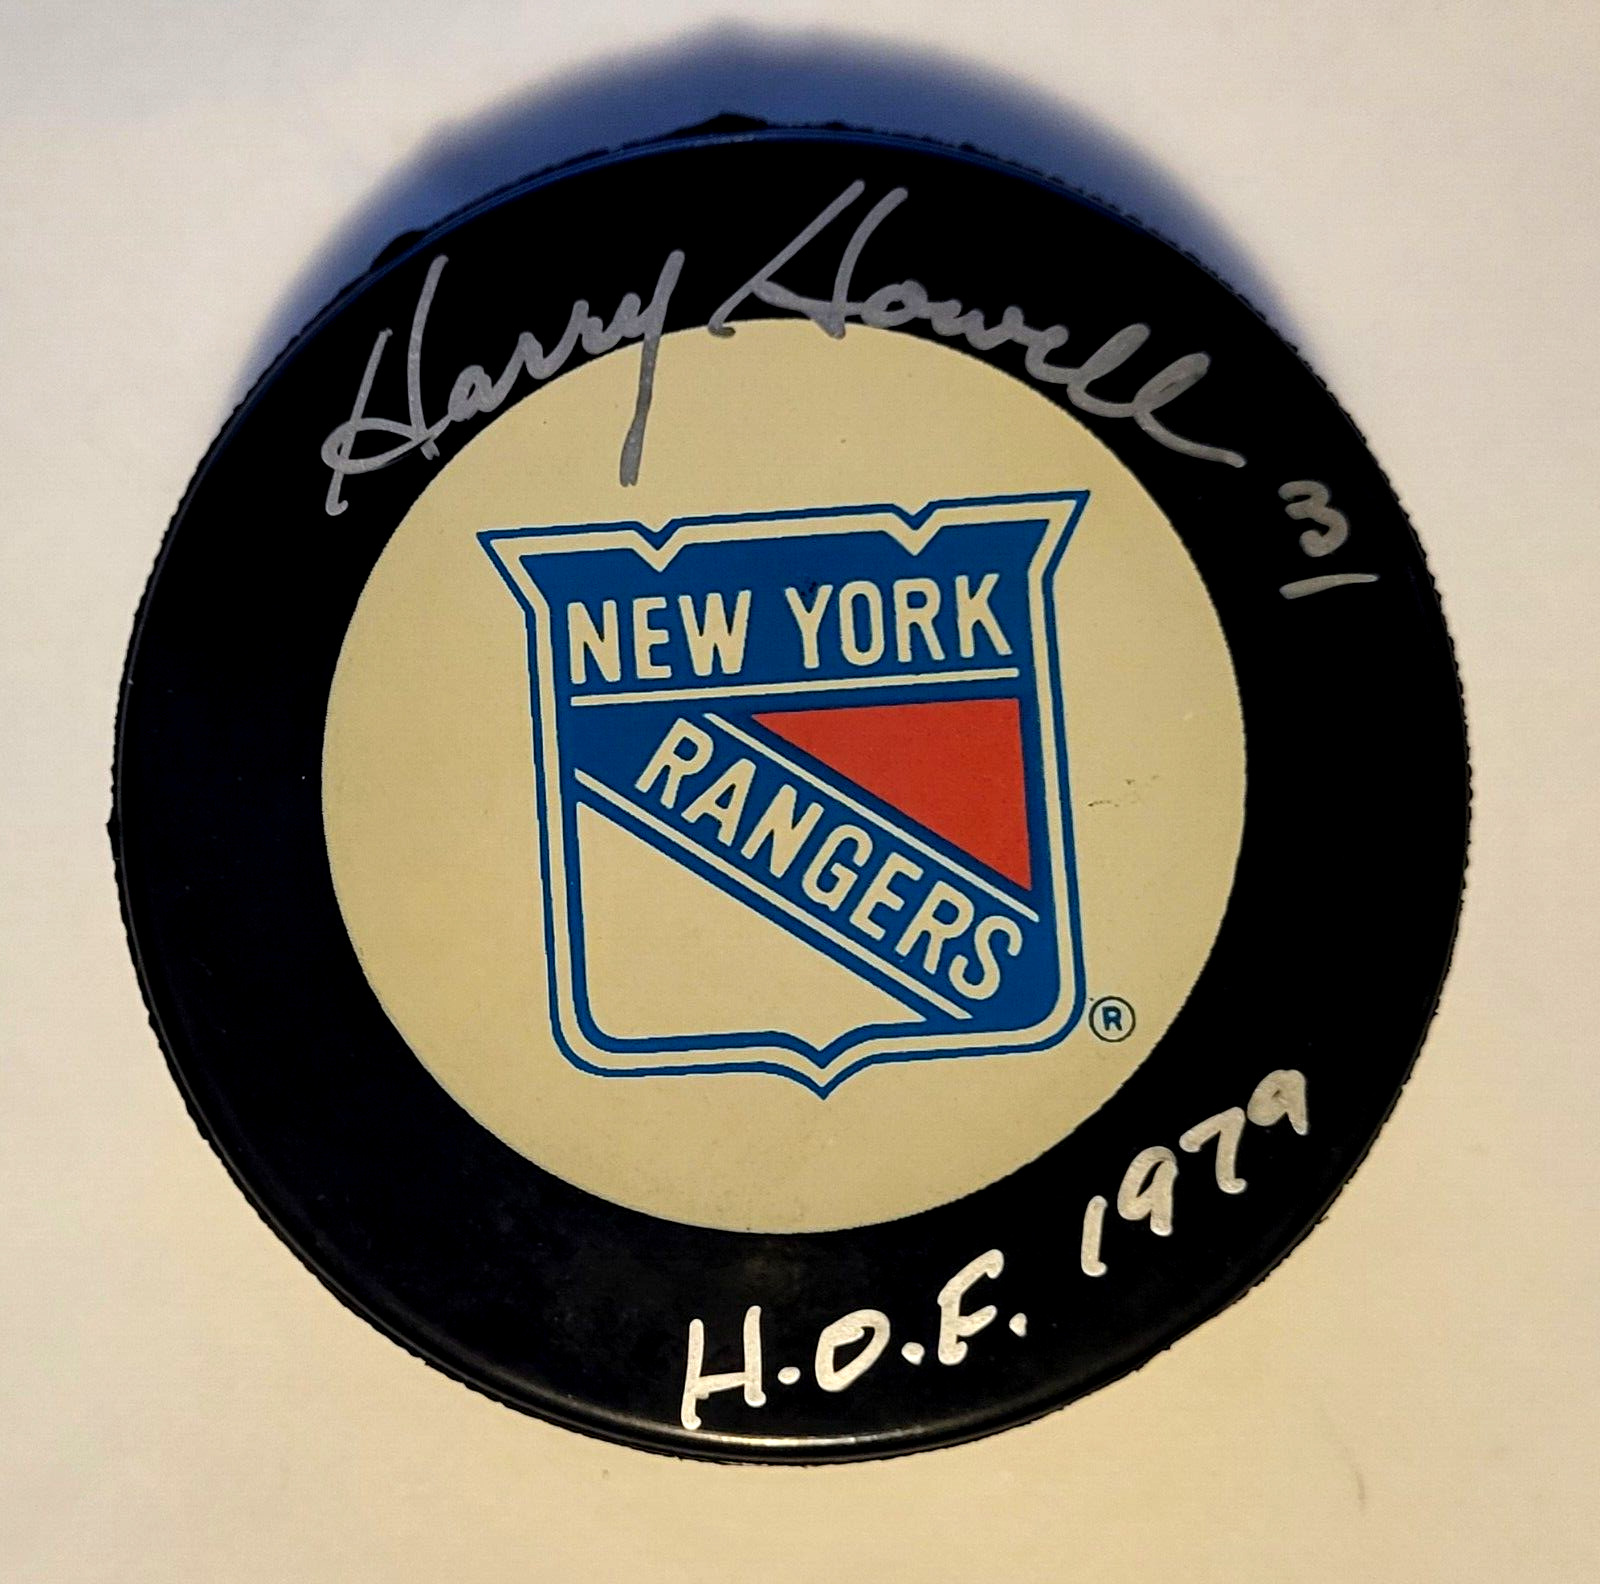 Harry Howell 3
NEW YORK
RANGERS
®
H.O.F. 1979